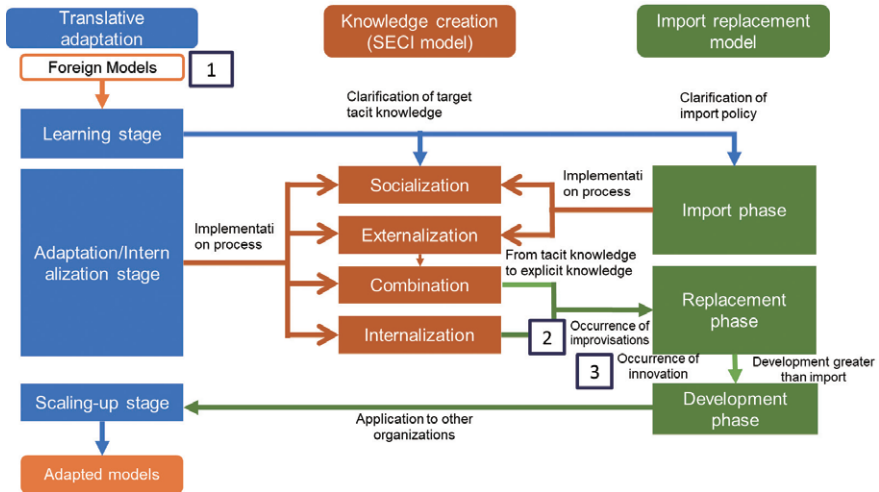 Translative
adaptation
Knowledge creation
(SECI model)
Import replacement
model
Foreign Models
1
Learning stage
Clarification of target
tacit knowledge
Clarification of
import policy
Adaptation/Intern
alization stage
Implementati
on process
Socialization
Externalization
Combination
Internalization
Implementati
on process
Import phase
From tacit knowledge
to explicit knowledge
Replacement
phase
2
Occurrence of
improvisations
3
Occurrence of
innovation
Development greater
than import
Scaling-up stage
Application to other
organizations
Development
phase
Adapted models